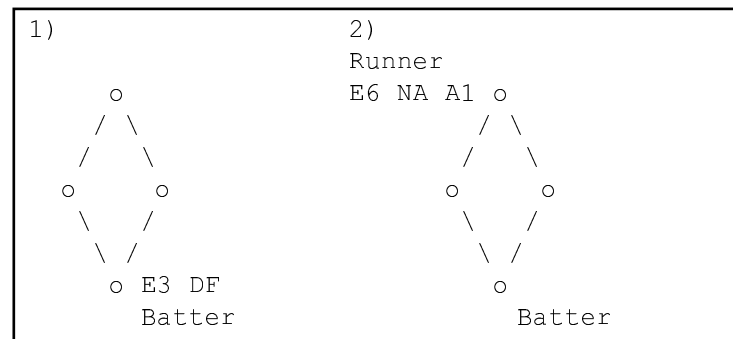 1) 2)
Runner
E6 NA A1
E3 DF
Batter Batter